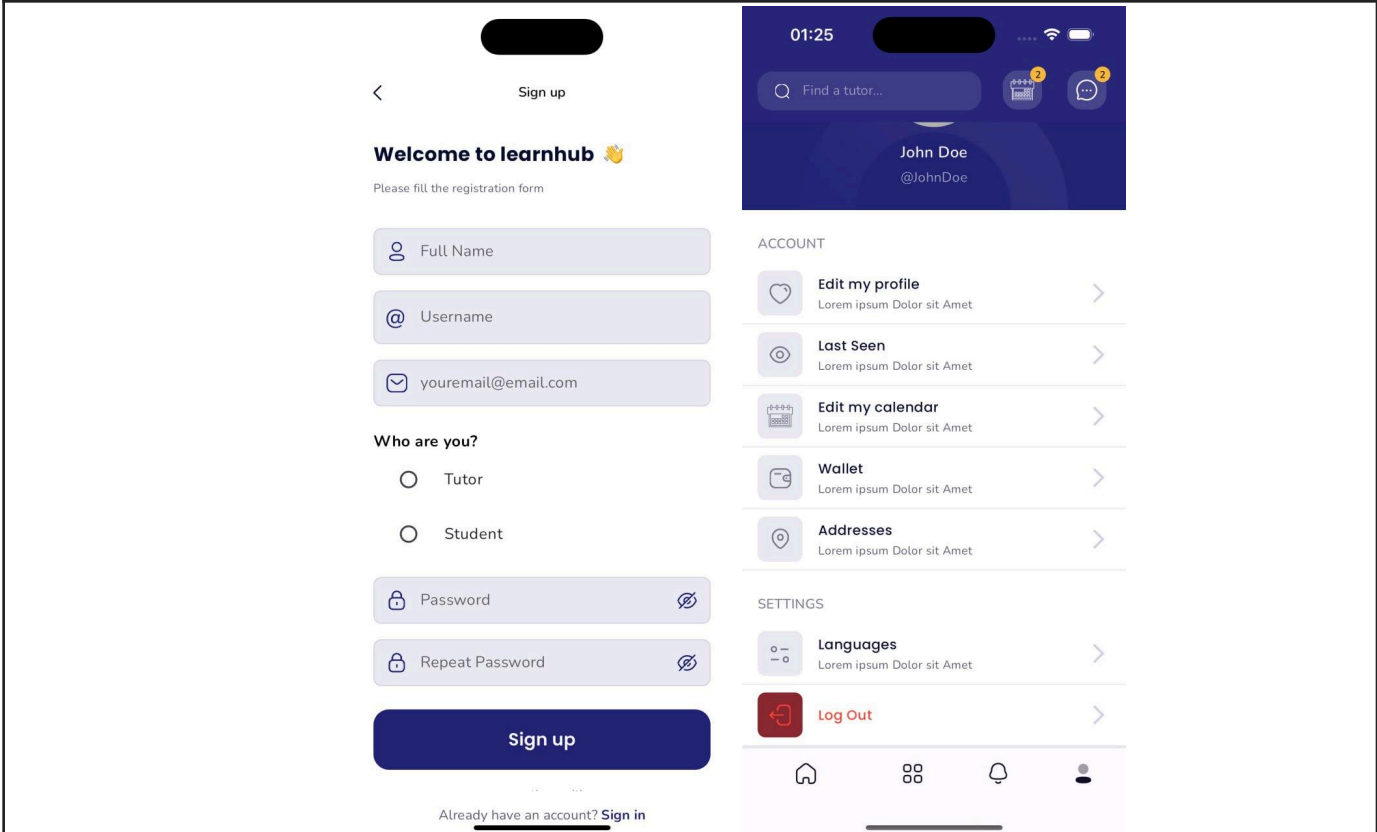 Sign up
Welcome to learnhub 👋
Please fill the registration form
Full Name
@ Username
youremail@email.com
Who are you?
Tutor
Student
Password
Repeat Password
Sign up
Already have an account? Sign in
01:25
Find a tutor...
2
2
John Doe
@JohnDoe
ACCOUNT
Edit my profile
Lorem ipsum Dolor sit Amet
Last Seen
Lorem ipsum Dolor sit Amet
Edit my calendar
Lorem ipsum Dolor sit Amet
Wallet
Lorem ipsum Dolor sit Amet
Addresses
Lorem ipsum Dolor sit Amet
SETTINGS
Languages
Lorem ipsum Dolor sit Amet
Log Out